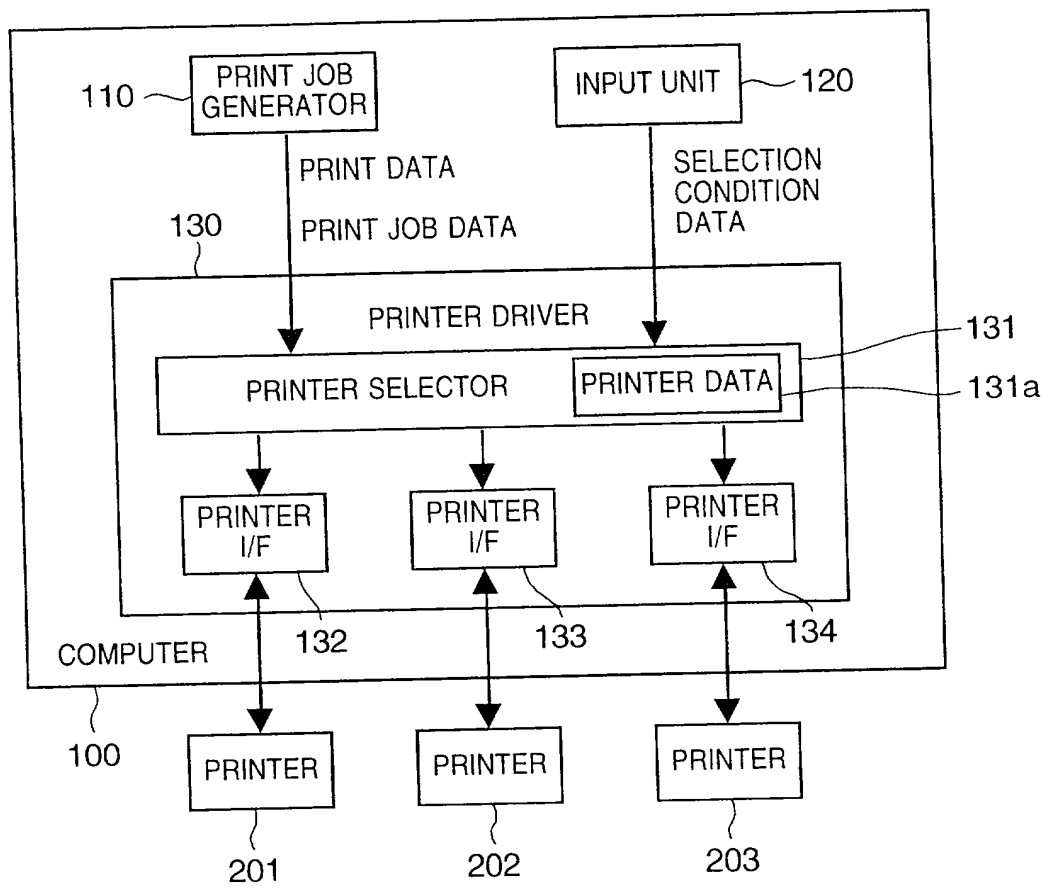 110
PRINT JOB
GENERATOR
INPUT UNIT
120
PRINT DATA
PRINT JOB DATA
SELECTION
CONDITION
DATA
130
PRINTER DRIVER
131
PRINTER SELECTOR
PRINTER DATA
131a
PRINTER
I/F
PRINTER
I/F
PRINTER
I/F
132
133
134
COMPUTER
100
PRINTER
PRINTER
PRINTER
201
202
203